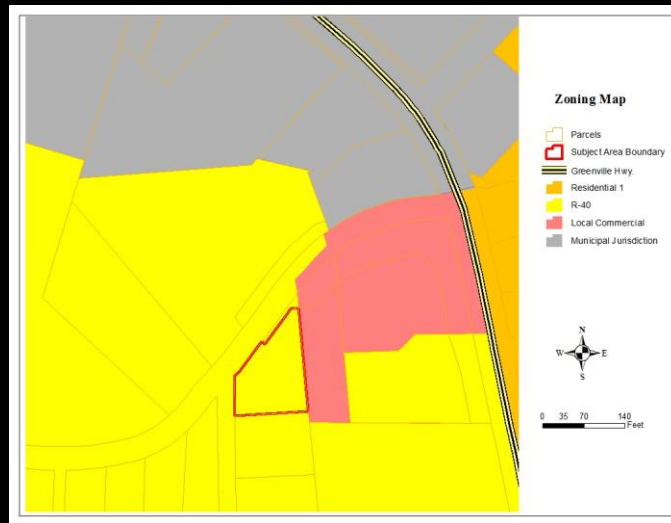 Zoning Map
Parcels
Subject Area Boundary
Greenville Hwy.
Residential 1
R-40
Local Commercial
Municipal Jurisdiction
N
W E
S
0 35 70 140
Feet